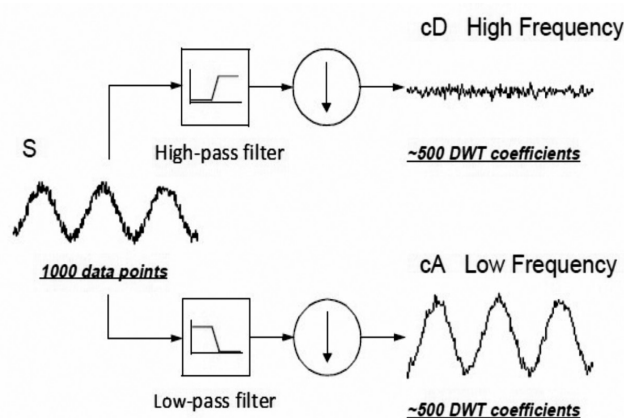 cD High Frequency
High-pass filter
~500 DWT coefficients
S
1000 data points
cA Low Frequency
Low-pass filter
~500 DWT coefficients